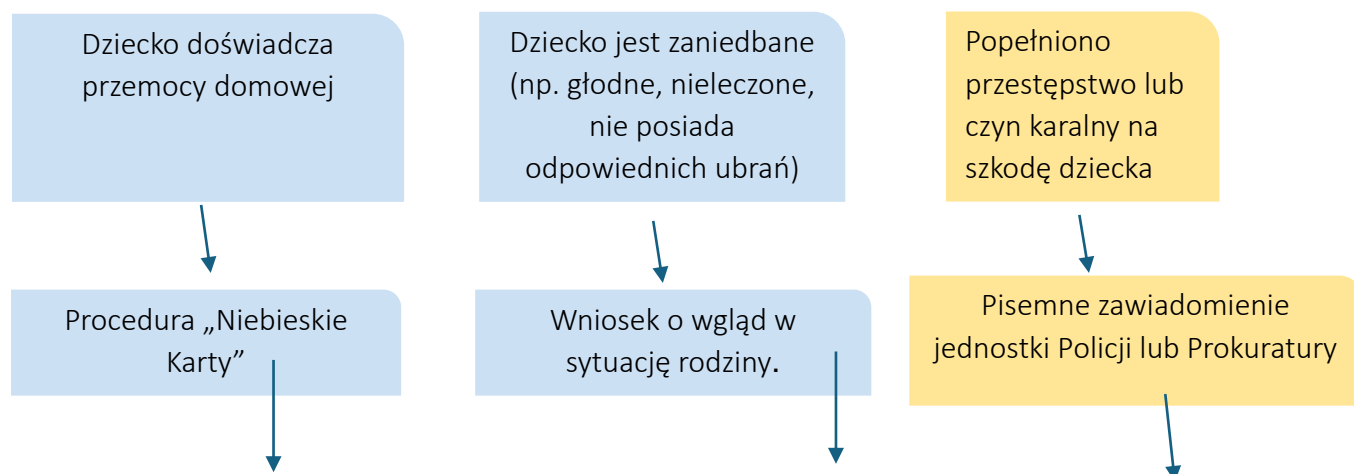 Dziecko doświadcza
przemocy domowej
Dziecko jest zaniedbane
(np. głodne, nieleczone,
nie posiada
odpowiednich ubrań)
Popełniono
przestępstwo lub
czyn karalny na
szkodę dziecka
Procedura „Niebieskie
Karty”
Wniosek o wgląd w
sytuację rodziny.
Pisemne zawiadomienie
jednostki Policji lub Prokuratury